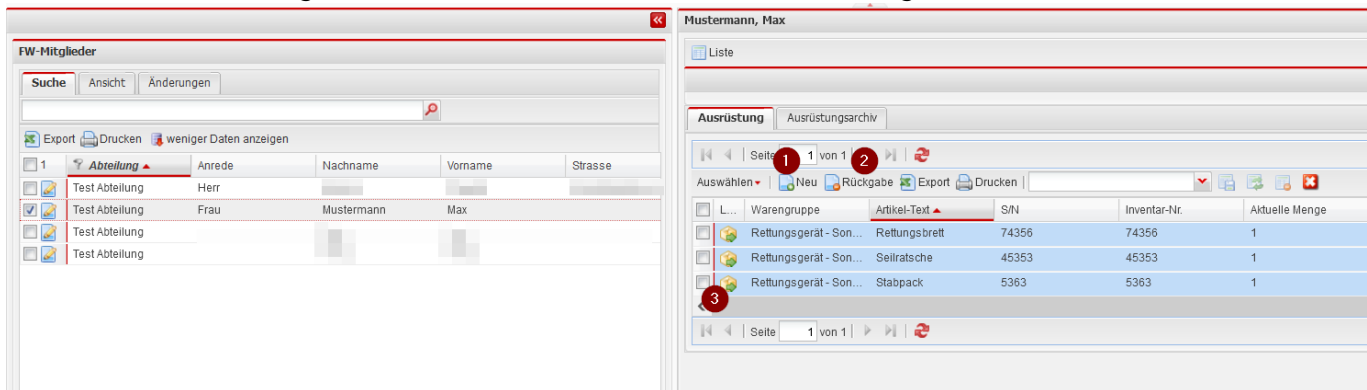 Mustermann, Max
FW-Mitglieder
Liste
Suche Ansicht Änderungen
Ausrüstung Ausrüstungsarchiv
Export Drucken weniger Daten anzeigen
Seite 1 1 von 1 2
Auswählen Neu Rückgabe Export Drucken
1 Abteilung Anrede Nachname Vorname Strasse
Test Abteilung Herr
Test Abteilung Frau Mustermann Max
Test Abteilung
Test Abteilung
L... Warengruppe Artikel-Text S/N Inventar-Nr. Aktuelle Menge
Rettungsgerät - Son... Rettungsbrett 74356 74356 1
Rettungsgerät - Son... Seilratsche 45353 45353 1
Rettungsgerät - Son... Stabpack 5363 5363 1
3
Seite 1 von 1